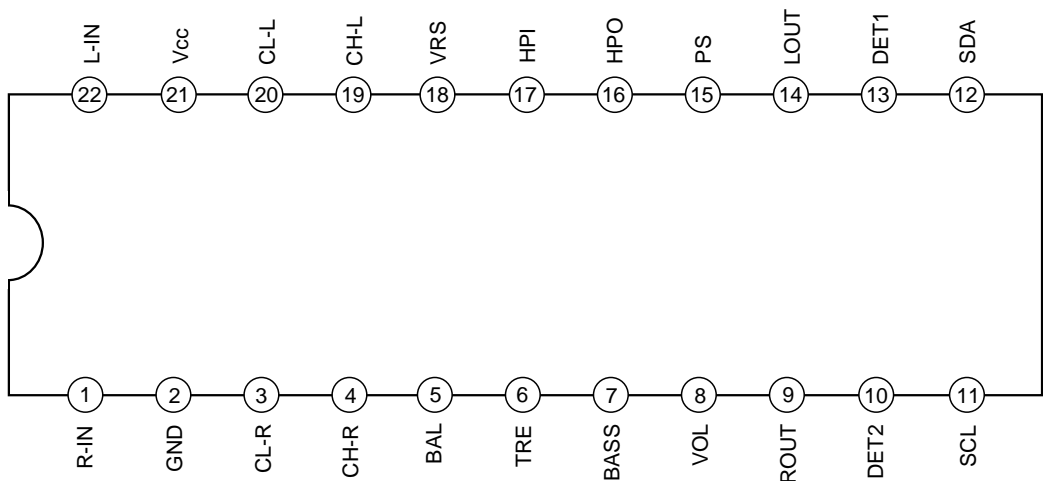 L-IN
Vcc
CL-L
CH-L
VRS
HPI
HPO
PS
LOUT
DET1
SDA
22
21
20
19
18
17
16
15
14
13
12
1
2
3
4
5
6
7
8
9
10
11
R-IN
GND
CL-R
CH-R
BAL
TRE
BASS
VOL
ROUT
DET2
SCL